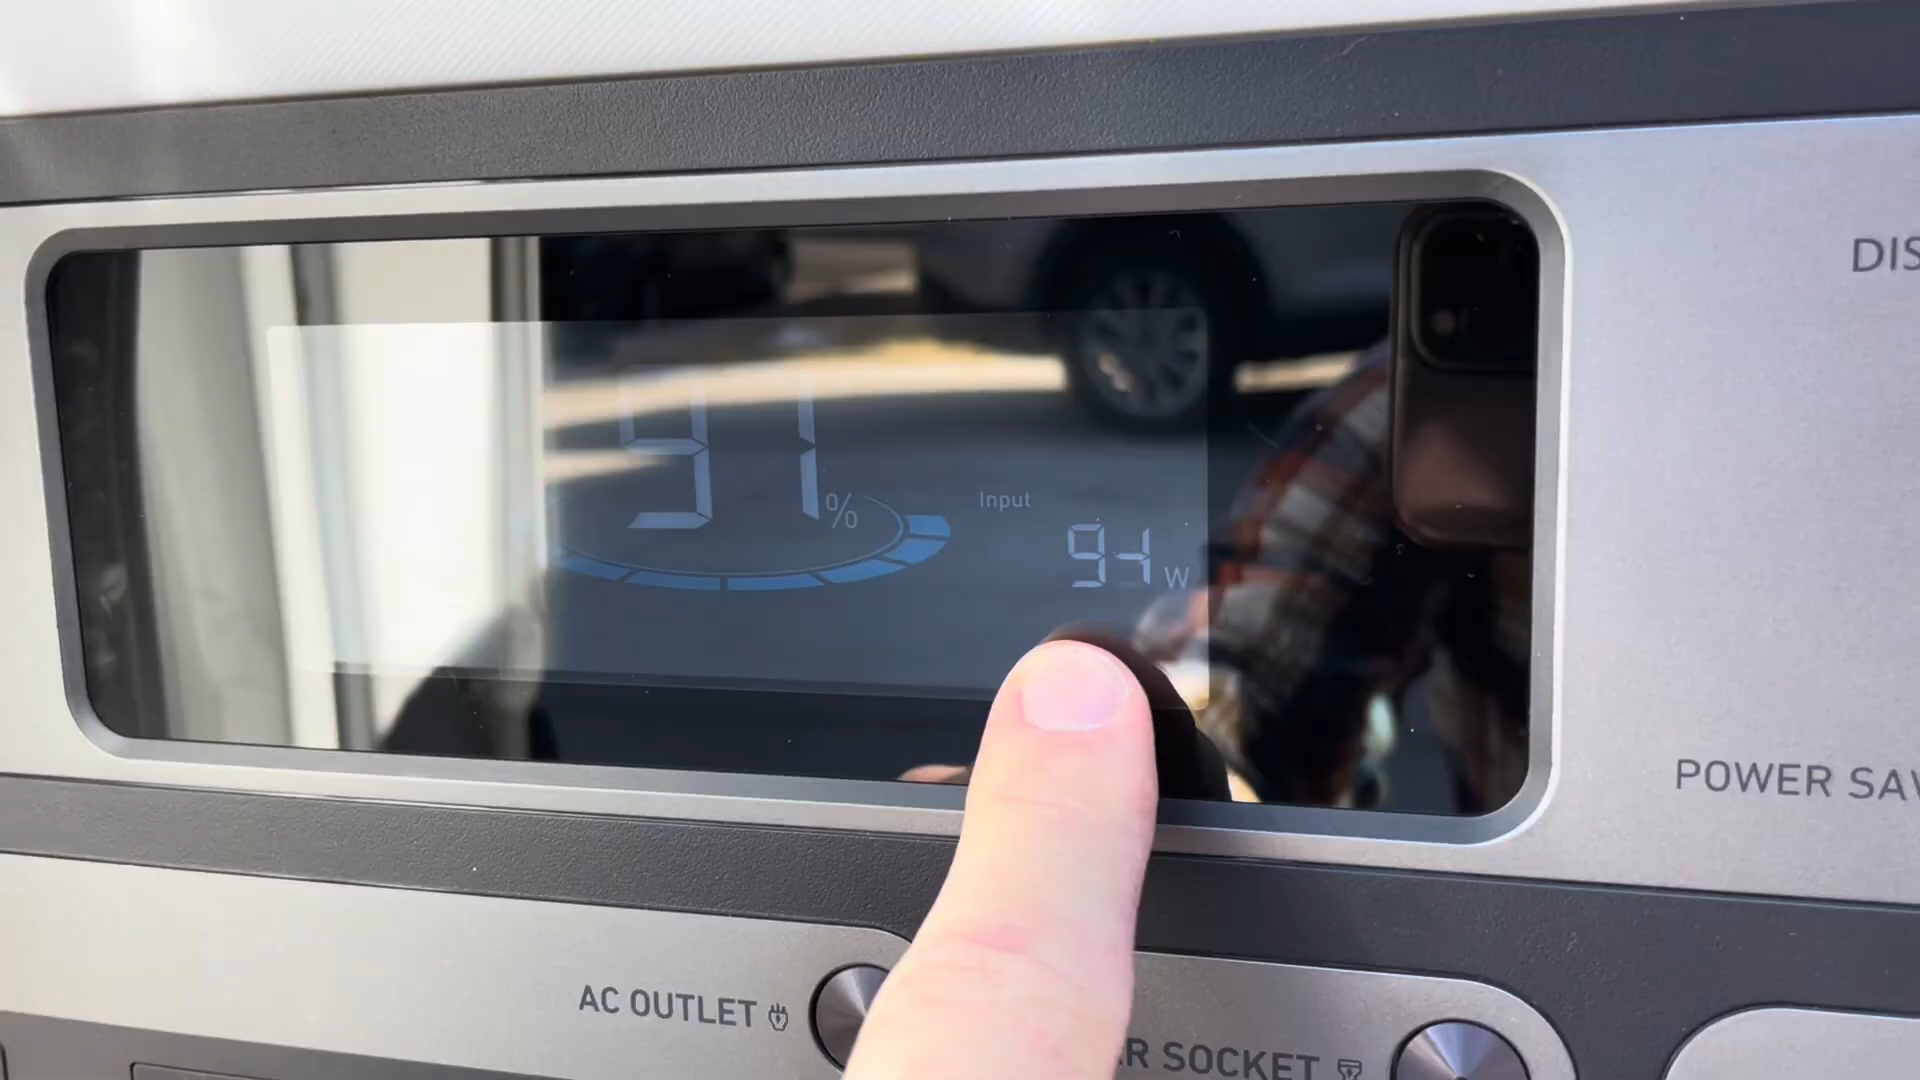 DIS
91%
Input
94 W
POWER SAV
AC OUTLET
R SOCKET